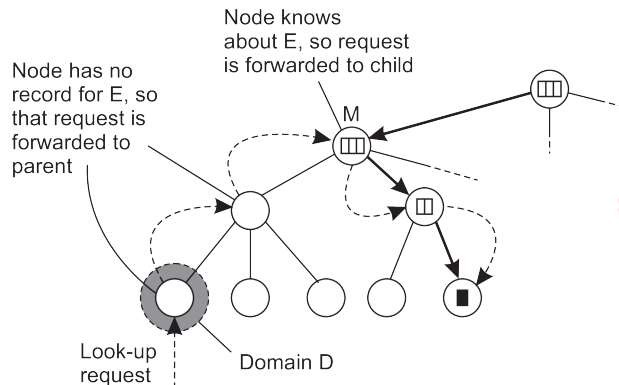 Node knows
about E, so request
is forwarded to child
Node has no
record for E, so
that request is
forwarded to
parent
M
Look-up
request
Domain D